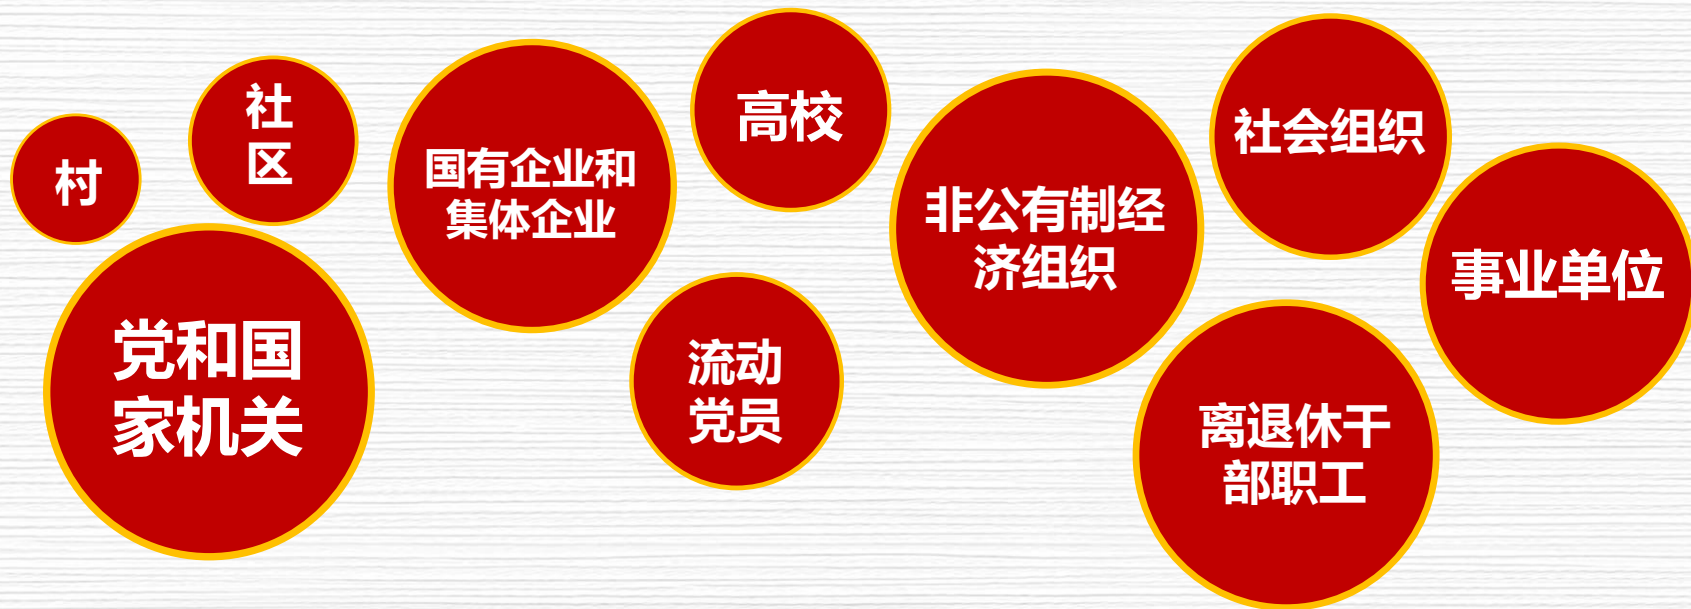 村
社
区
党和国
家机关
国有企业和
集体企业
高校
流动
党员
非公有制经
济组织
社会组织
离退休干
部职工
事业单位